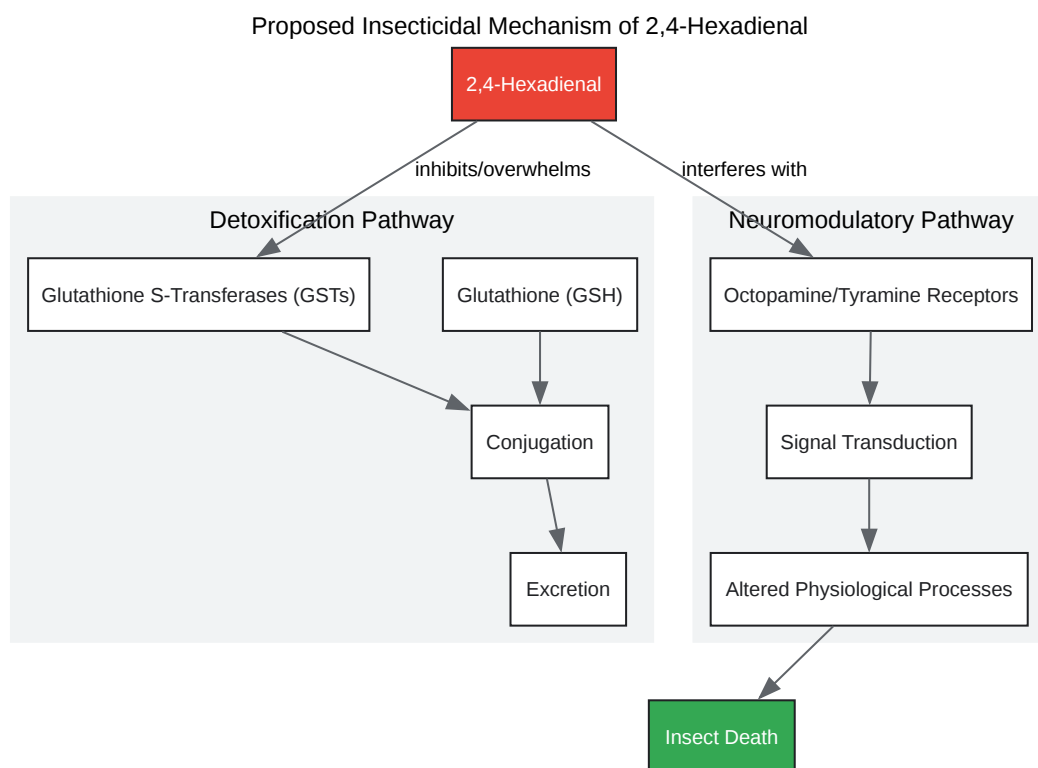 Proposed Insecticidal Mechanism of 2,4-Hexadienal
2,4-Hexadienal
inhibits/overwhelms
interferes with
Detoxification Pathway
Neuromodulatory Pathway
Glutathione S-Transferases (GSTs)
Glutathione (GSH)
Octopamine/Tyramine Receptors
Conjugation
Signal Transduction
Excretion
Altered Physiological Processes
Insect Death